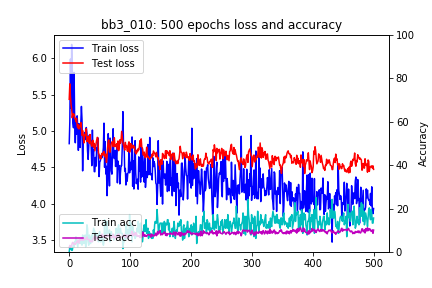 bb3_010: 500 epochs loss and accuracy
Train loss
Test loss
Train acc
Test acc
Loss
6.0
5.5
5.0
4.5
4.0
3.5
0 100 200 300 400 500
100
80
60
40
20
0
Accuracy